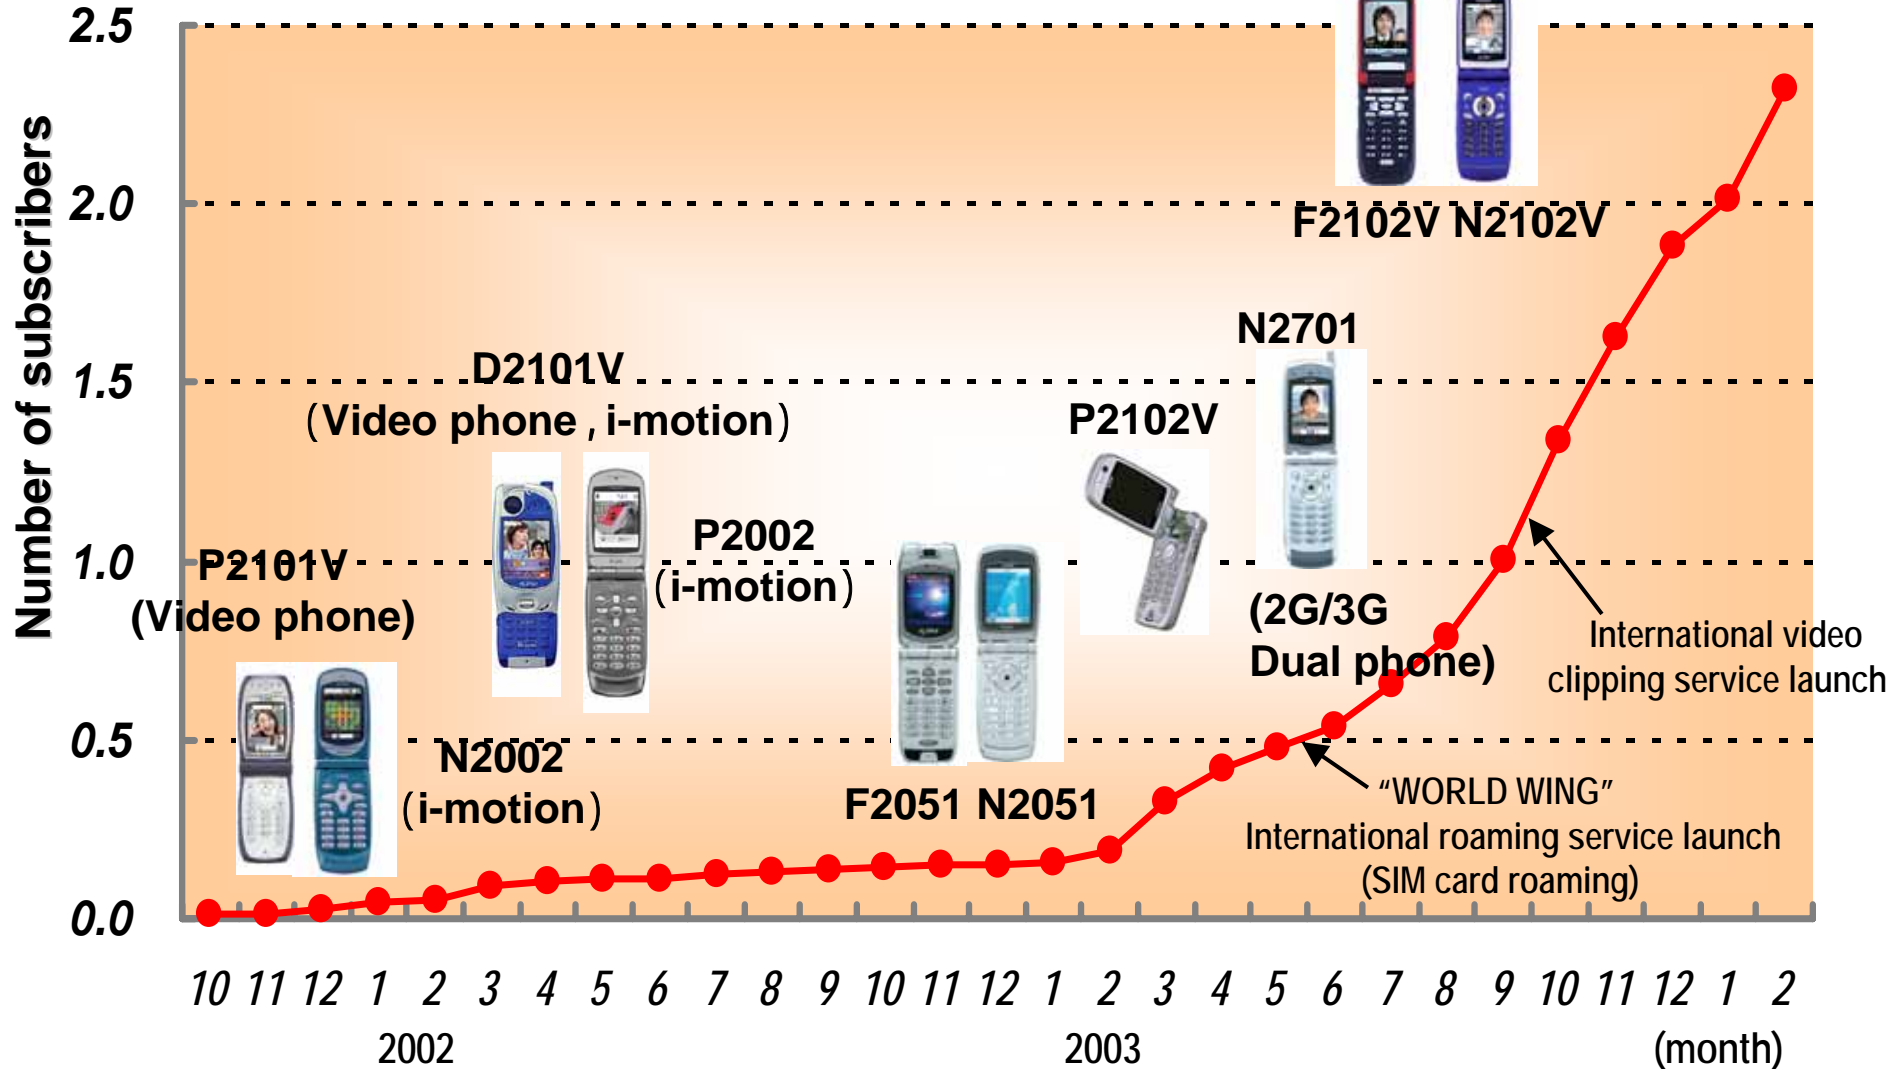 Number of subscribers
2.5
2.0
1.5
1.0
0.5
0.0
P2101V
(Video phone)
N2002
(i-motion)
D2101V
(Video phone , i-motion)
P2002
(i-motion)
F2051 N2051
P2102V
N2701
(2G/3G
Dual phone)
F2102V N2102V
International video
clipping service launch
“WORLD WING”
International roaming service launch
(SIM card roaming)
10 11 12 1 2 3 4 5 6 7 8 9 10 11 12 1 2 3 4 5 6 7 8 9 10 11 12 1 2
2002 2003 (month)